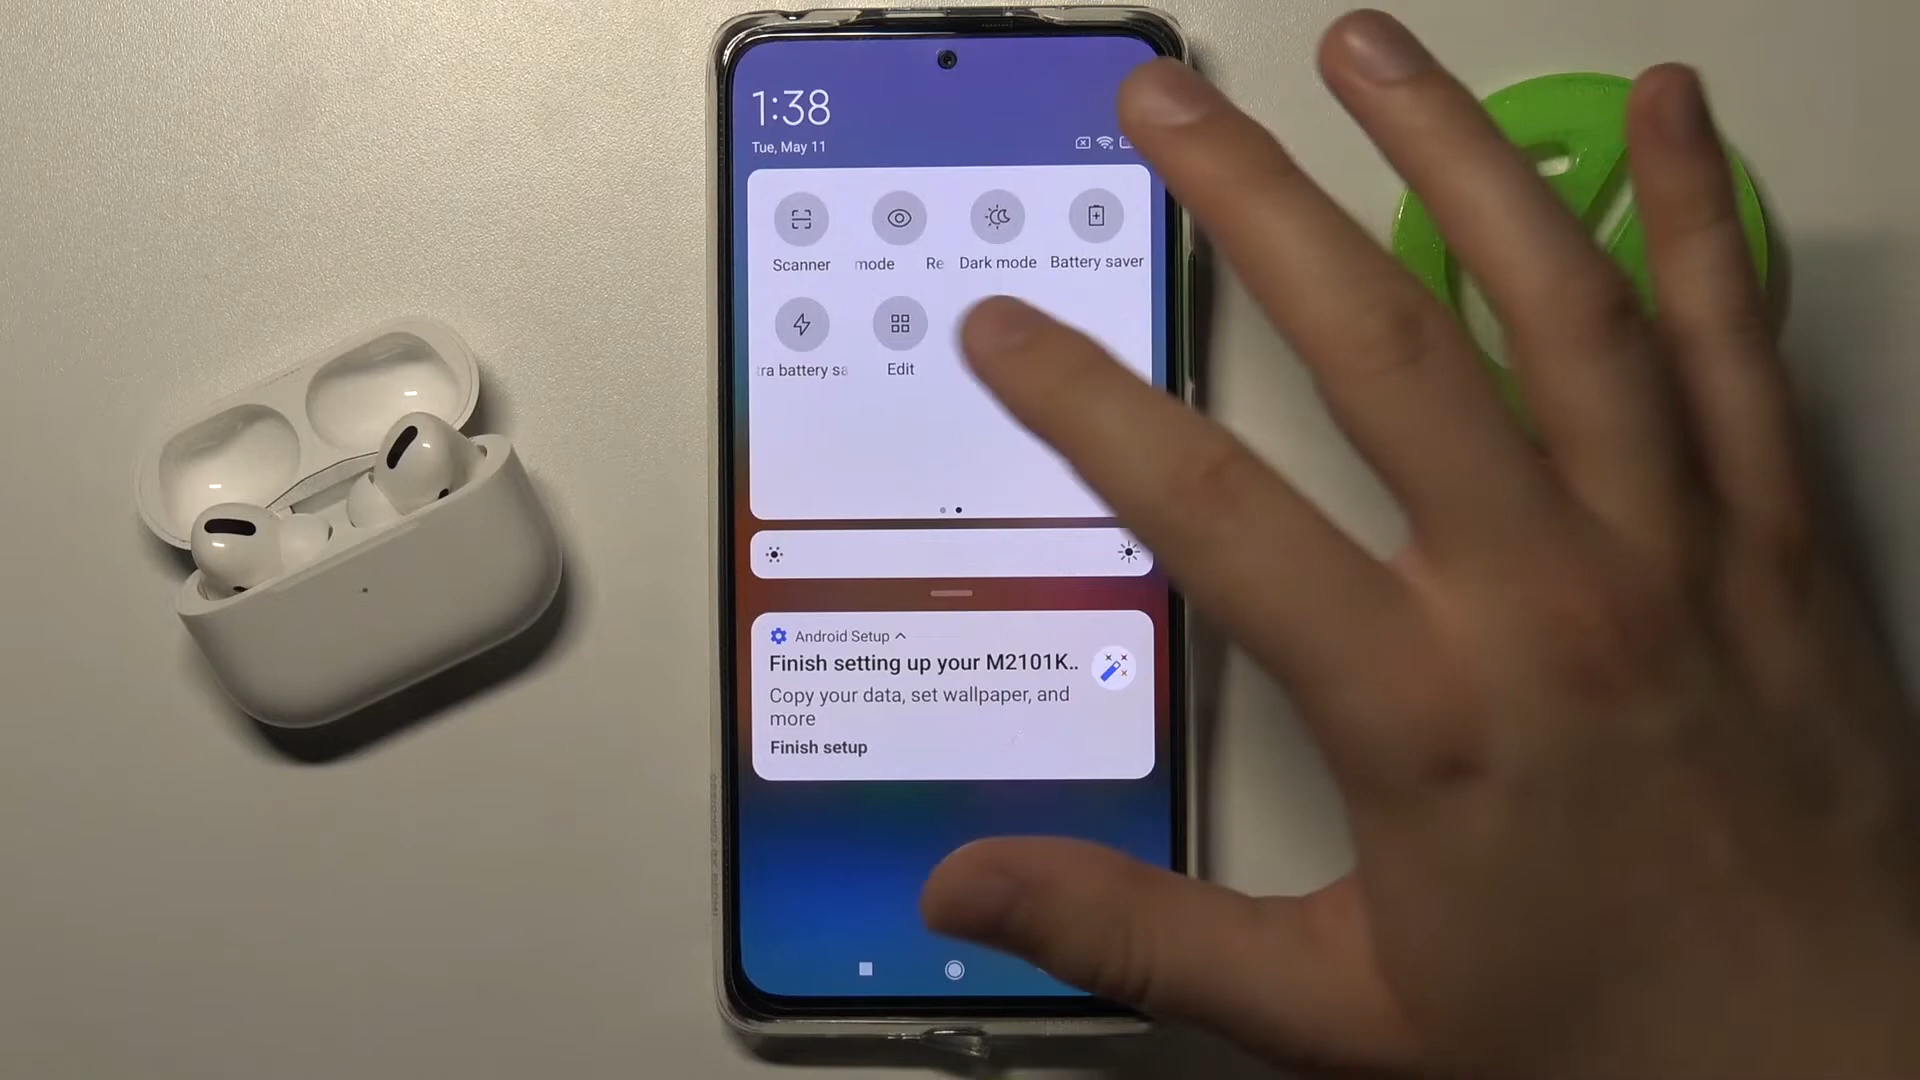 1:38
Tue, May 11
Scanner
mode Re
Dark mode
Battery saver
tra battery sa
Edit
Android Setup
Finish setting up your M2101K..
Copy your data, set wallpaper, and
more
Finish setup